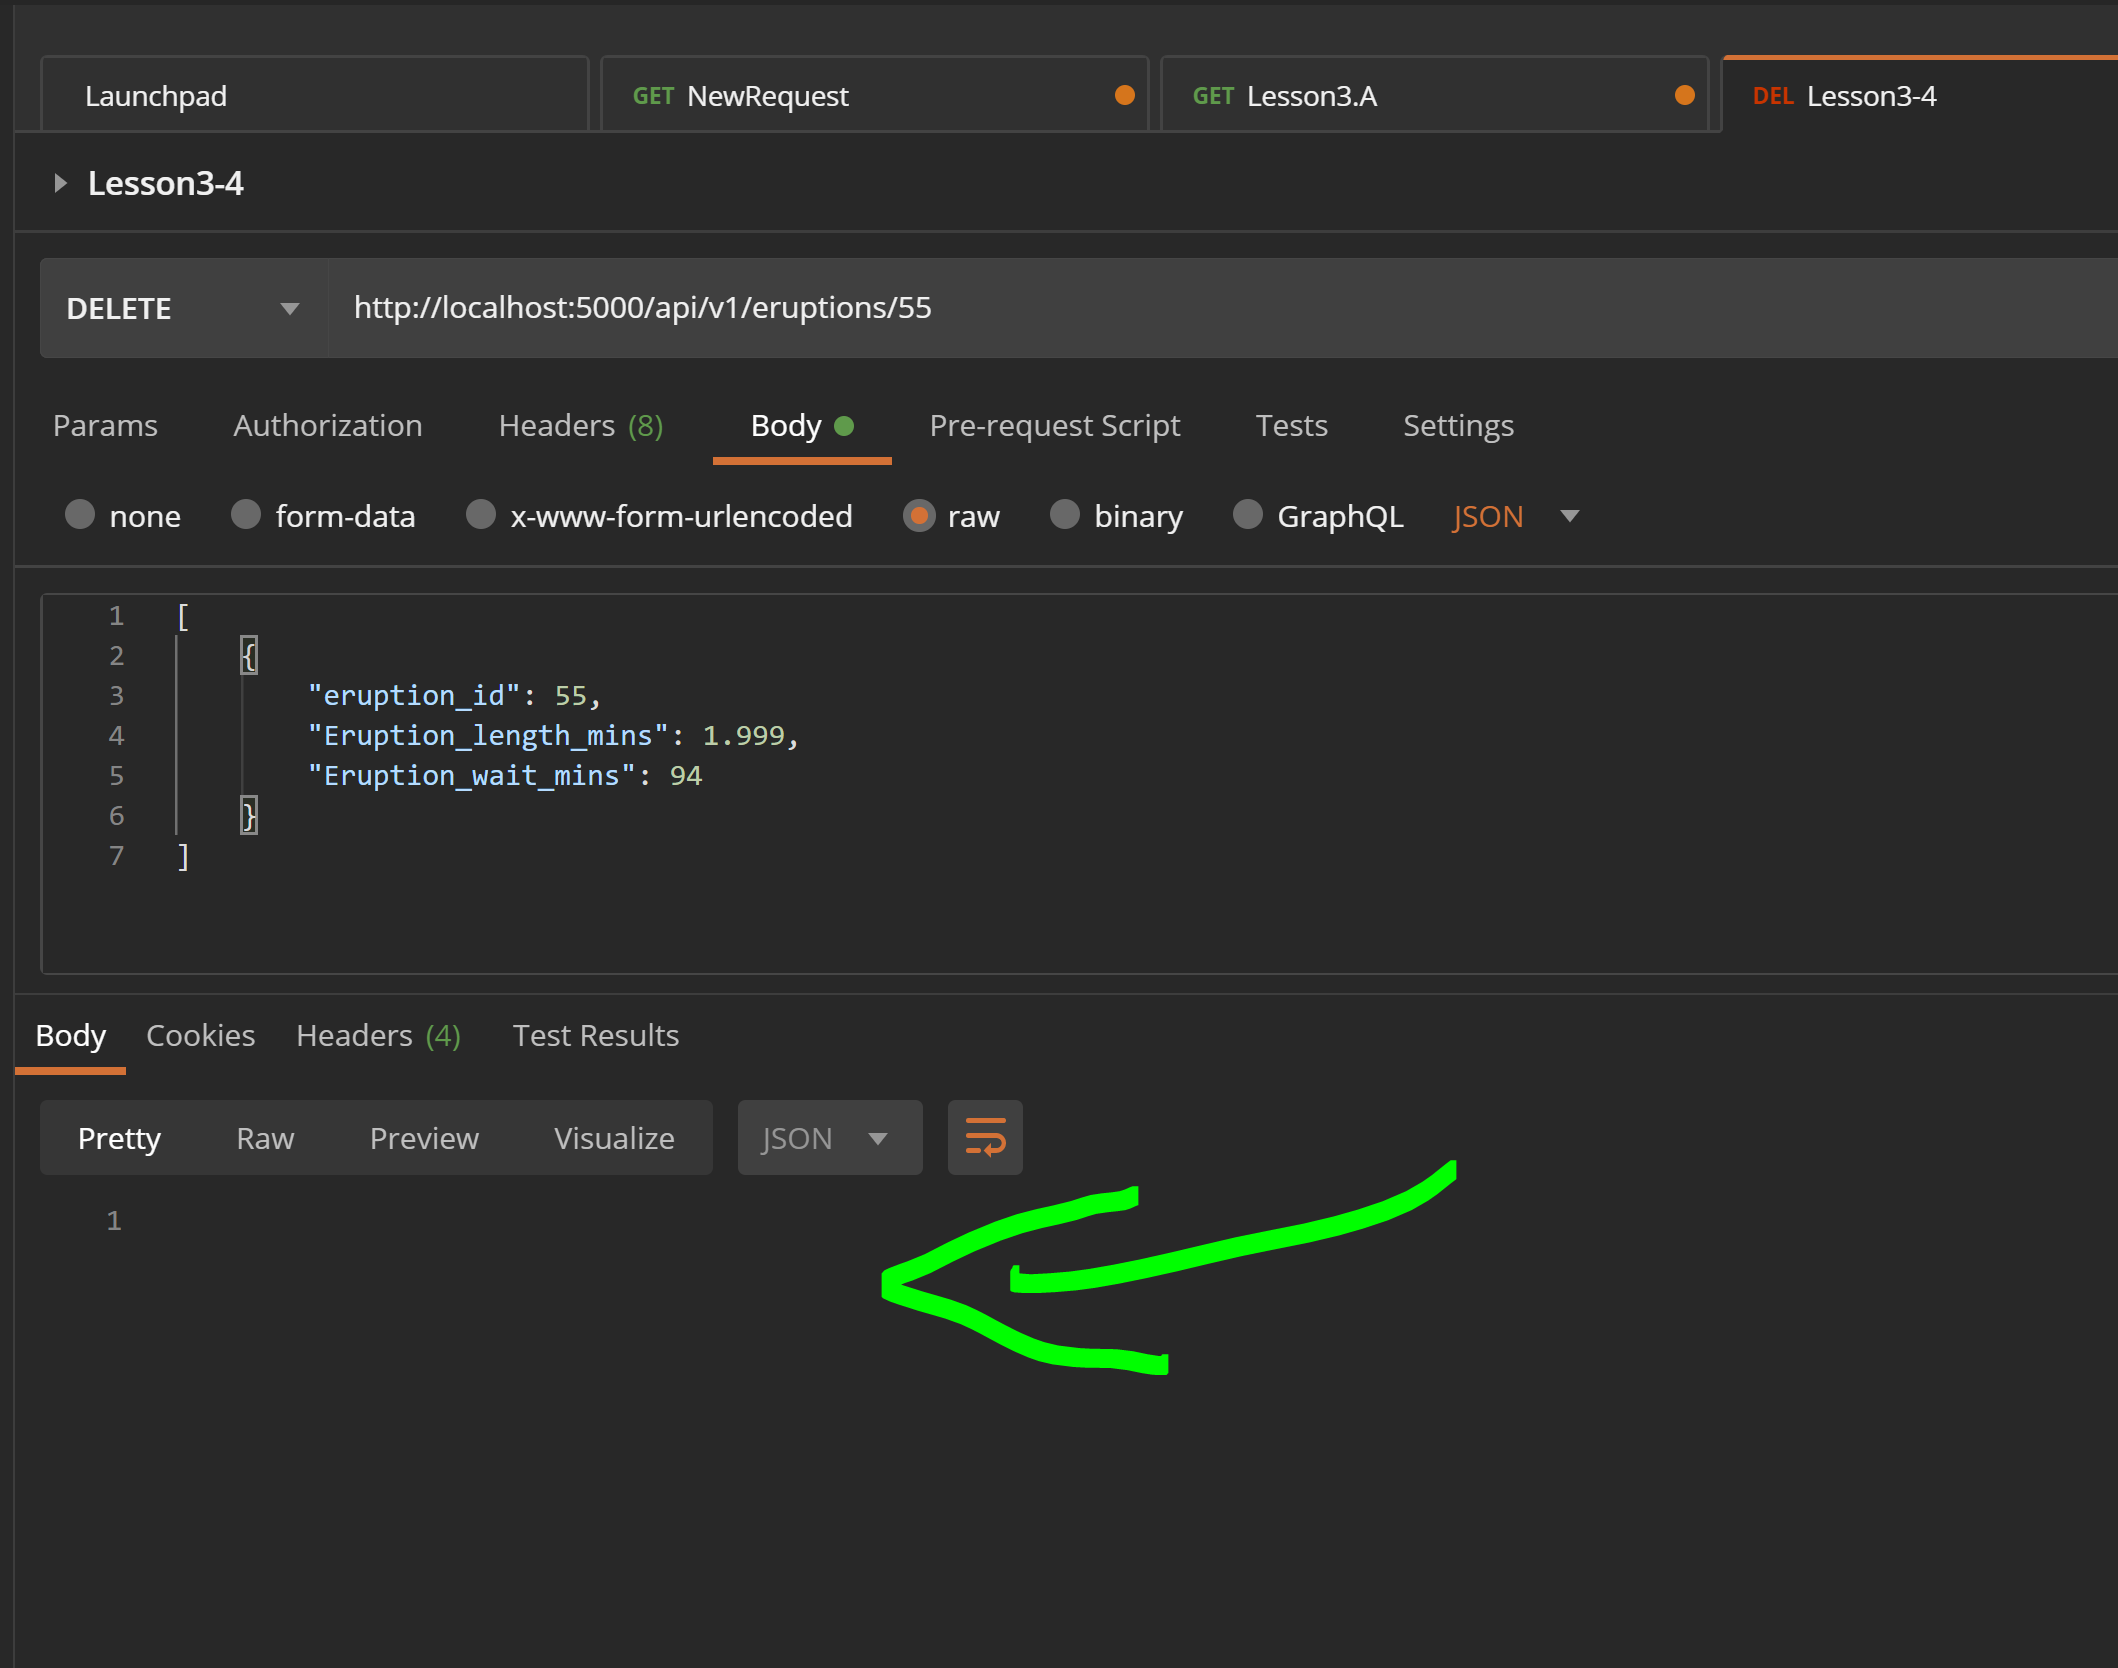 Launchpad GET NewRequest GET Lesson3.A DEL Lesson3-4
Lesson3-4
DELETE http://localhost:5000/api/v1/eruptions/55
Params Authorization Headers (8) Body Pre-request Script Tests Settings
none form-data x-www-form-urlencoded raw binary GraphQL JSON
1 [
2 {
3 "eruption_id": 55,
4 "Eruption_length_mins": 1.999,
5 "Eruption_wait_mins": 94
6 }
7 ]
Body Cookies Headers (4) Test Results
Pretty Raw Preview Visualize JSON
1